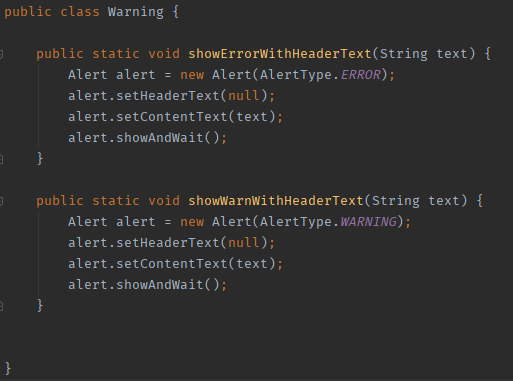 public class Warning {
public static void showErrorWithHeaderText(String text) {
Alert alert = new Alert(AlertType.ERROR);
alert.setHeaderText(null);
alert.setContentText(text);
alert.showAndWait();
}
public static void showWarnWithHeaderText(String text) {
Alert alert = new Alert(AlertType.WARNING);
alert.setHeaderText(null);
alert.setContentText(text);
alert.showAndWait();
}
}